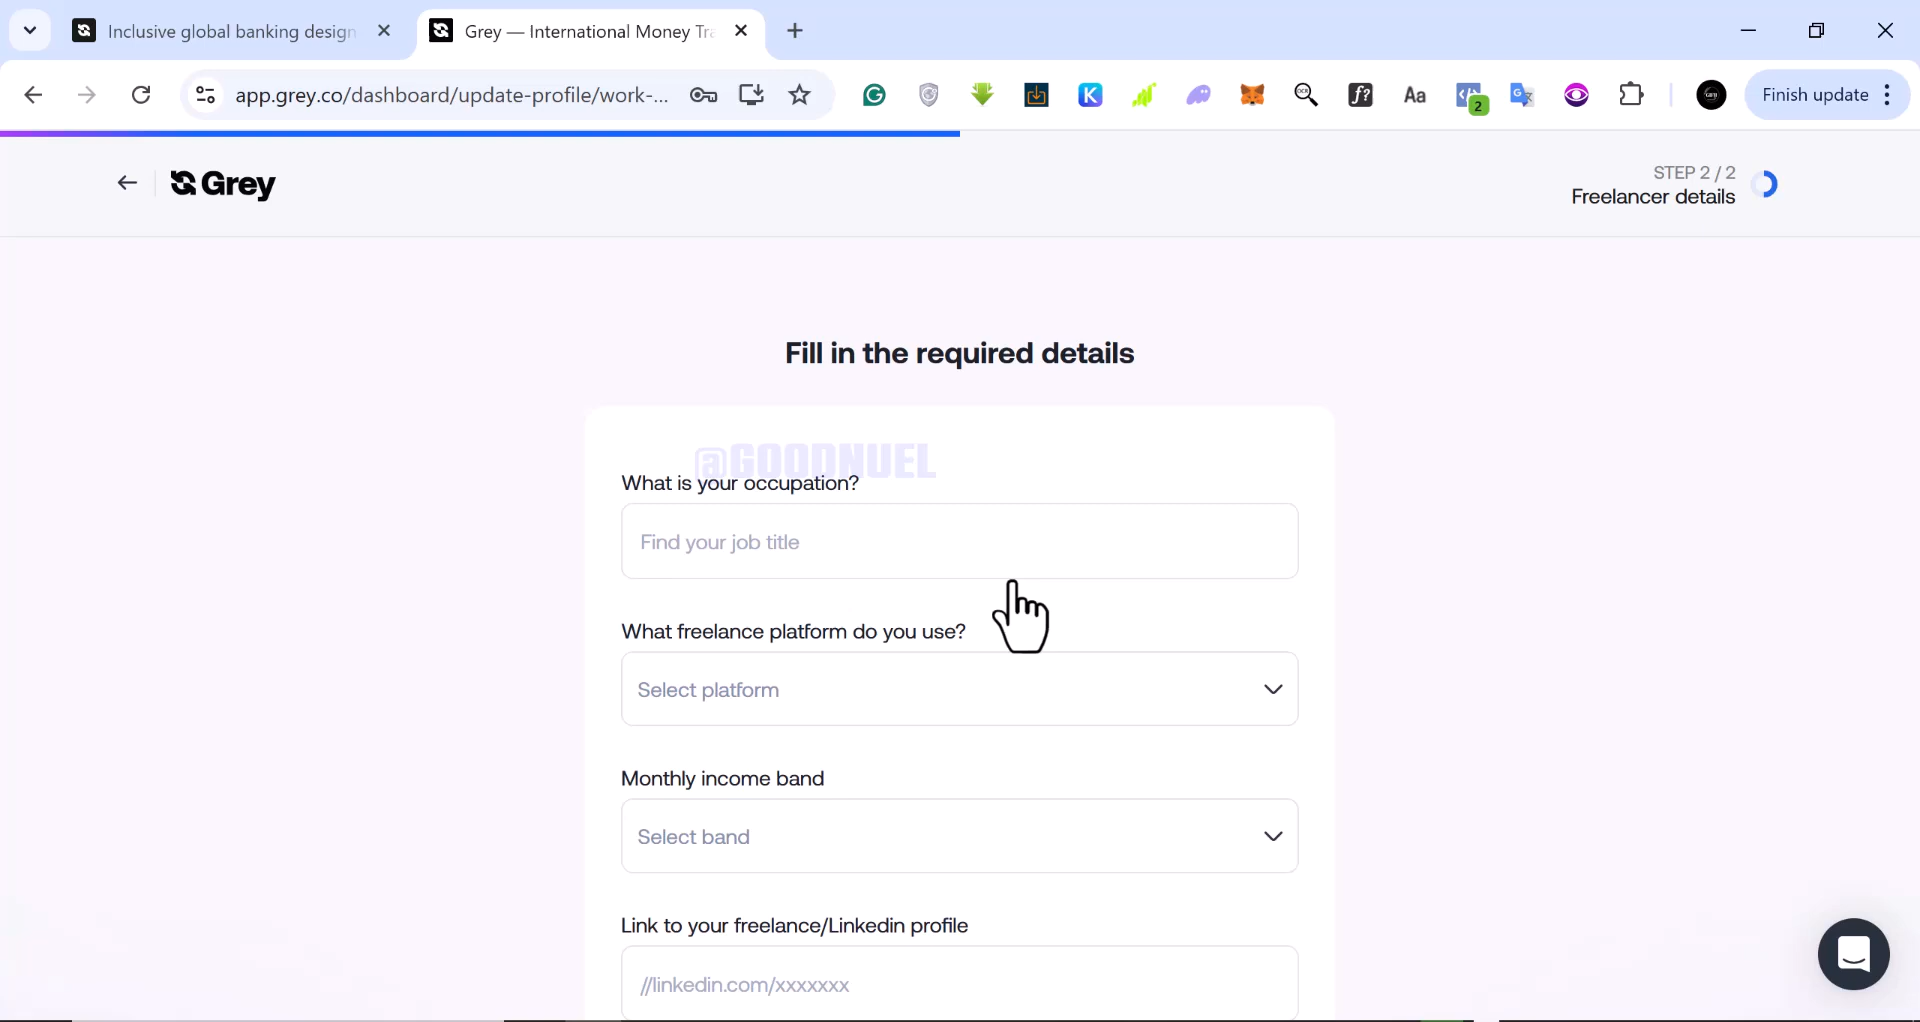 Inclusive global banking design
Grey — International Money Tra
app.grey.co/dashboard/update-profile/work-...
Finish update
2
Grey
STEP 2 / 2
Freelancer details
Fill in the required details
@GOODNUEL
What is your occupation?
Find your job title
What freelance platform do you use?
Select platform
Monthly income band
Select band
Link to your freelance/Linkedin profile
//linkedin.com/xxxxxxx